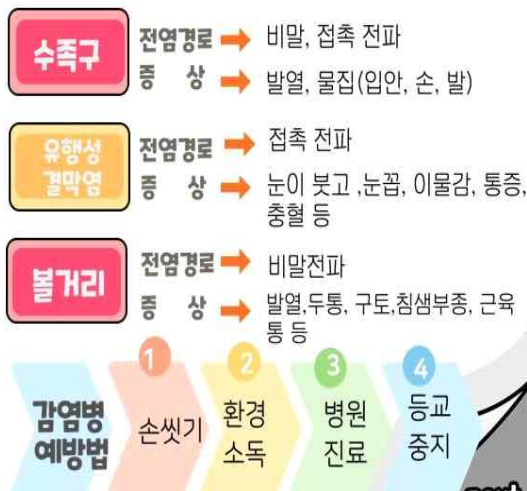 수족구
전염경로 → 비말, 접촉 전파
증 상 → 발열, 물집(입안, 손, 발)
유행성
결막염
전염경로 → 접촉 전파
증 상 → 눈이 붓고 ,눈꼽, 이물감, 통증,
충혈 등
볼거리
전염경로 → 비말전파
증 상 → 발열,두통, 구토,침샘부종, 근육
통 등
감염병
예방법
1
손씻기
2
환경
소독
3
병원
진료
4
등교
중지